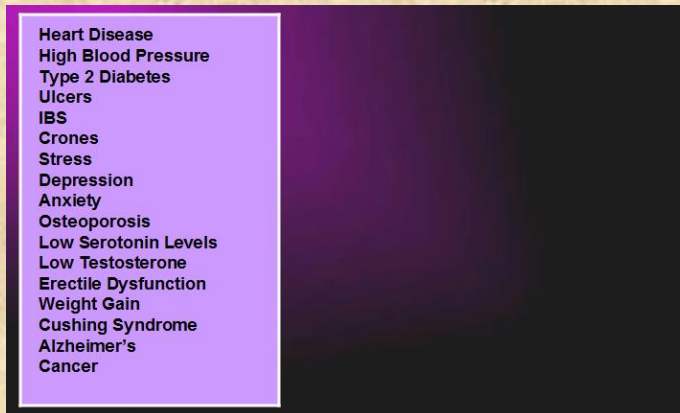 Heart Disease
High Blood Pressure
Type 2 Diabetes
Ulcers
IBS
Crones
Stress
Depression
Anxiety
Osteoporosis
Low Serotonin Levels
Low Testosterone
Erectile Dysfunction
Weight Gain
Cushing Syndrome
Alzheimer’s
Cancer